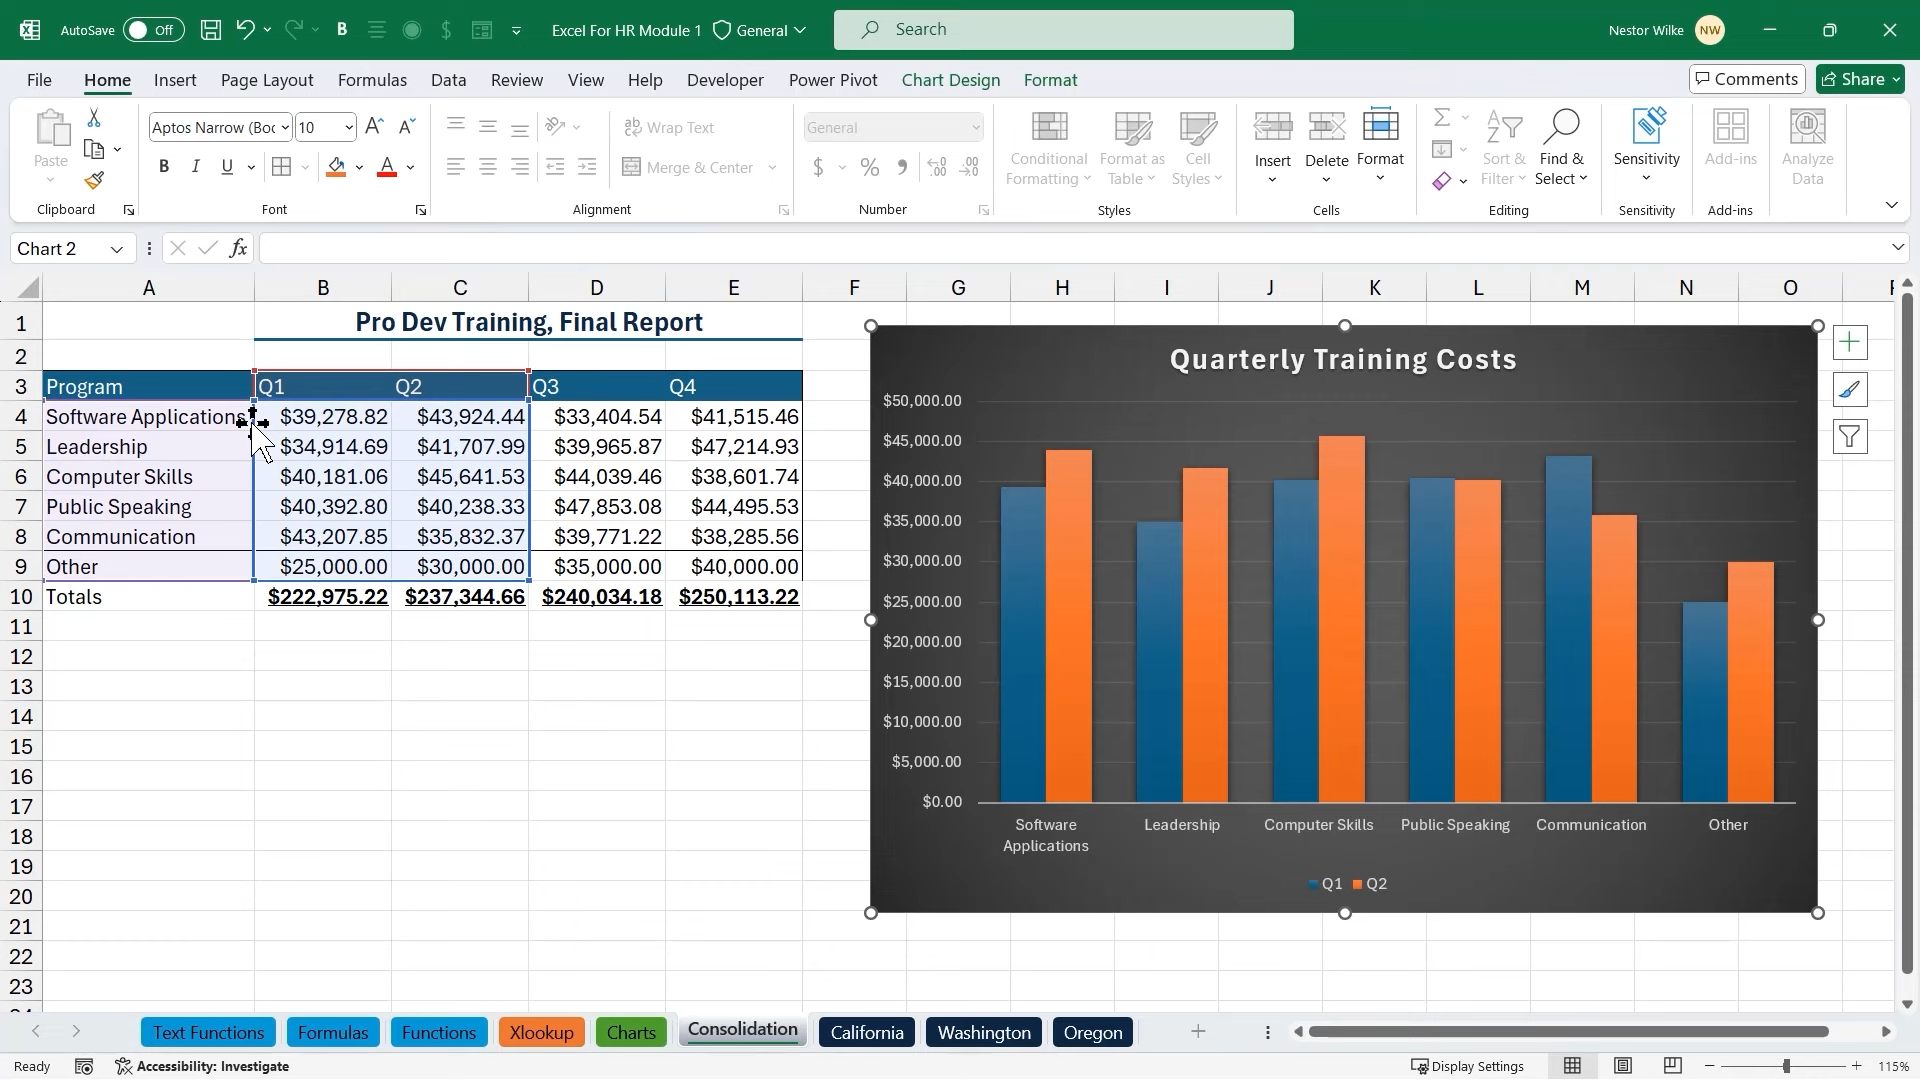 AutoSave Off B $ Excel For HR Module 1 General Search Nestor Wilke NW
File Home Insert Page Layout Formulas Data Review View Help Developer Power Pivot Chart Design Format Comments Share
Paste
Clipboard
Aptos Narrow (Boc 10 A A
B I U A
Font
Wrap Text
Merge & Center
Alignment
General
$ % 9
Number
Conditional Formatting
Format as Table
Cell Styles
Styles
Insert
Delete
Format
Cells
Sort & Filter
Find & Select
Editing
Sensitivity
Sensitivity
Add-ins
Add-ins
Analyze Data
Chart 2 fx
A B C D E F G H I J K L M N O
1 Pro Dev Training, Final Report
2
3 Program Q1 Q2 Q3 Q4
4 Software Applications $39,278.82 $43,924.44 $33,404.54 $41,515.46
5 Leadership $34,914.69 $41,707.99 $39,965.87 $47,214.93
6 Computer Skills $40,181.06 $45,641.53 $44,039.46 $38,601.74
7 Public Speaking $40,392.80 $40,238.33 $47,853.08 $44,495.53
8 Communication $43,207.85 $35,832.37 $39,771.22 $38,285.56
9 Other $25,000.00 $30,000.00 $35,000.00 $40,000.00
10 Totals $222,975.22 $237,344.66 $240,034.18 $250,113.22
11
12
13
14
15
16
17
18
19
20
21
22
23
Quarterly Training Costs
$50,000.00
$45,000.00
$40,000.00
$35,000.00
$30,000.00
$25,000.00
$20,000.00
$15,000.00
$10,000.00
$5,000.00
$0.00
Software Applications Leadership Computer Skills Public Speaking Communication Other
Q1 Q2
Text Functions Formulas Functions Xlookup Charts Consolidation California Washington Oregon
Ready Accessibility: Investigate Display Settings 115%